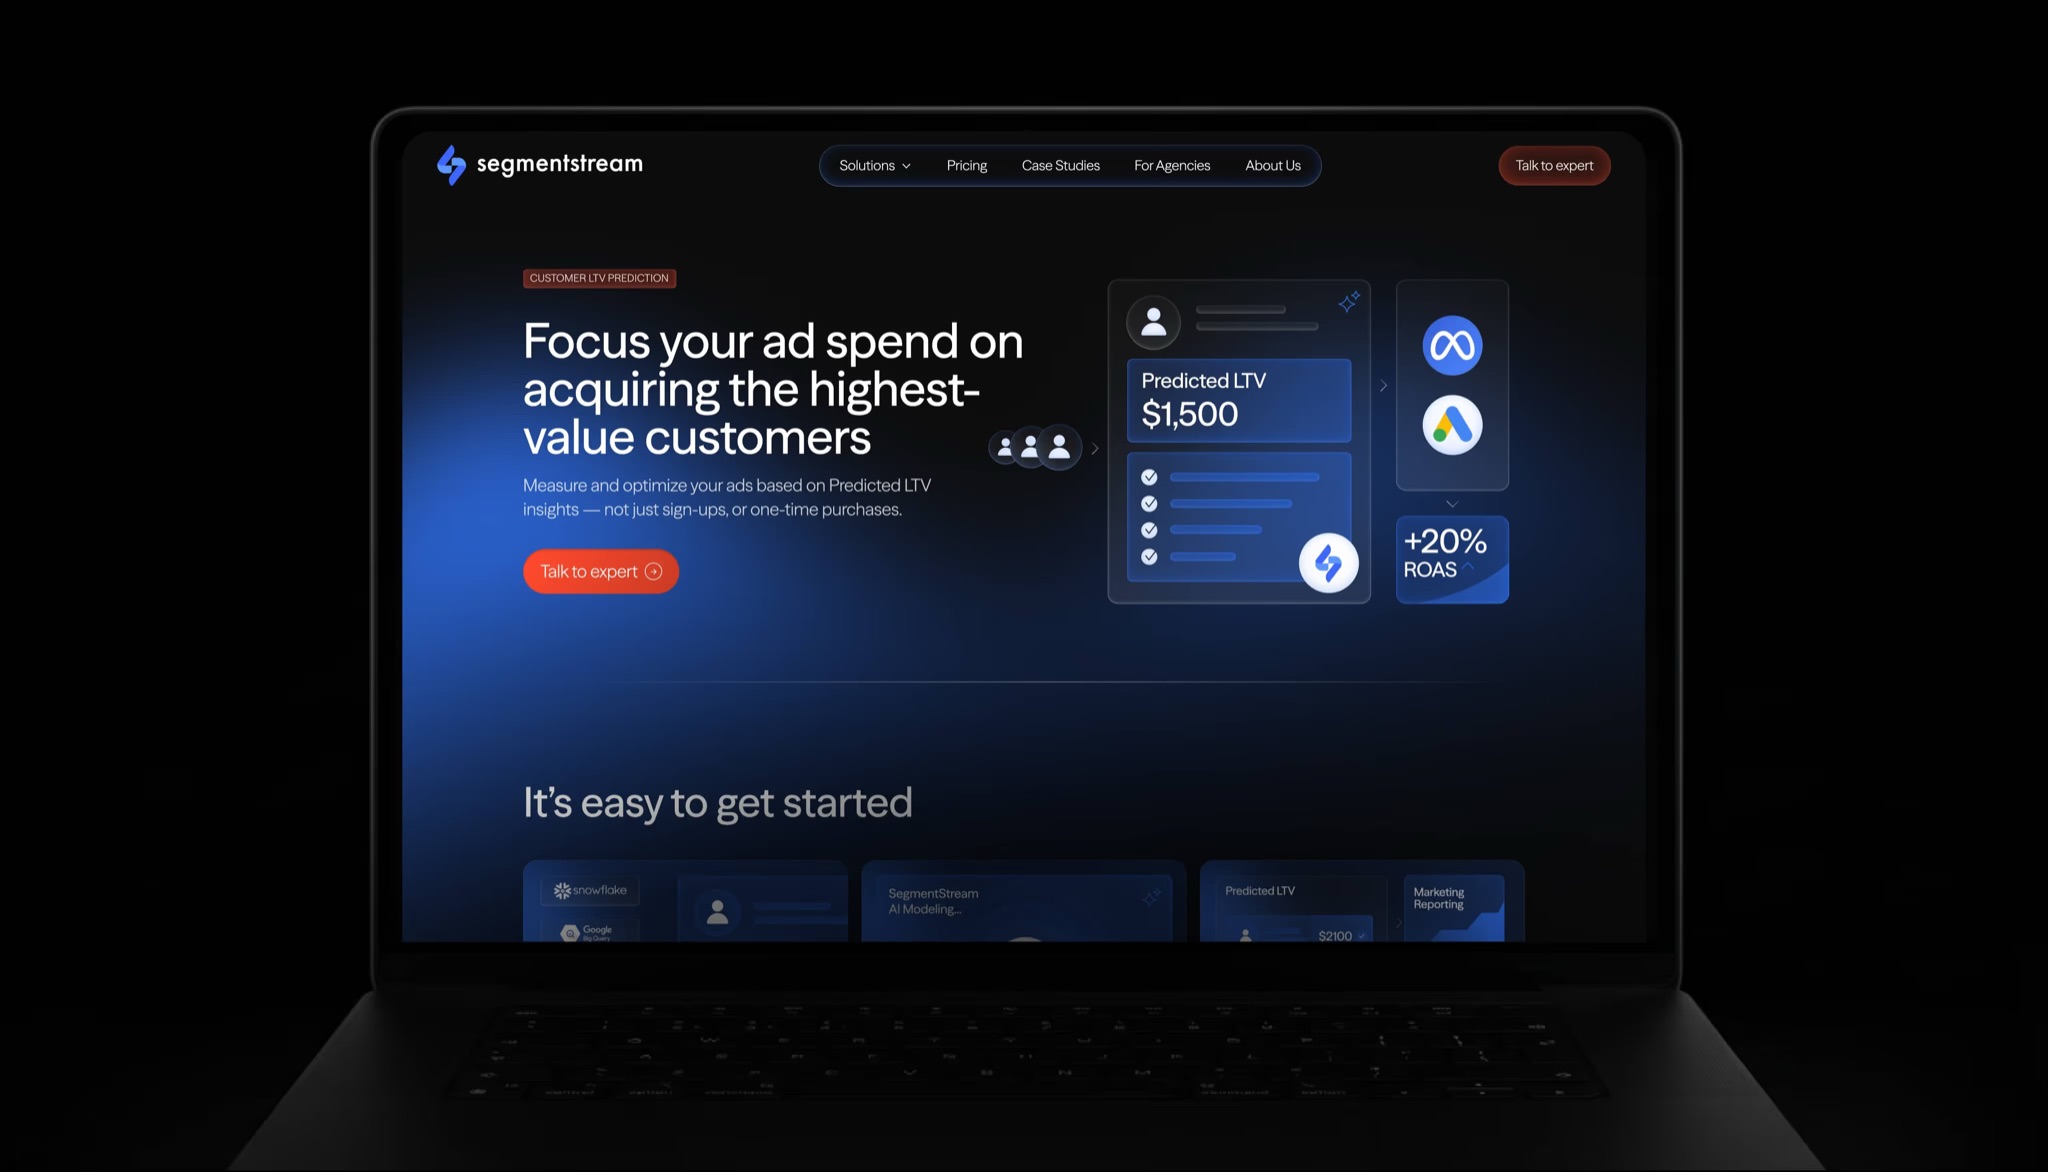 segmentstream
Solutions
Pricing
Case Studies
For Agencies
About Us
Talk to expert
CUSTOMER LTV PREDICTION
Focus your ad spend on
acquiring the highest-
value customers
Measure and optimize your ads based on Predicted LTV
insights — not just sign-ups, or one-time purchases.
Talk to expert
Predicted LTV
$1,500
+20%
ROAS
It’s easy to get started
snowflake
Google
Big Query
SegmentStream
AI Modeling...
Predicted LTV
$2100
Marketing
Reporting